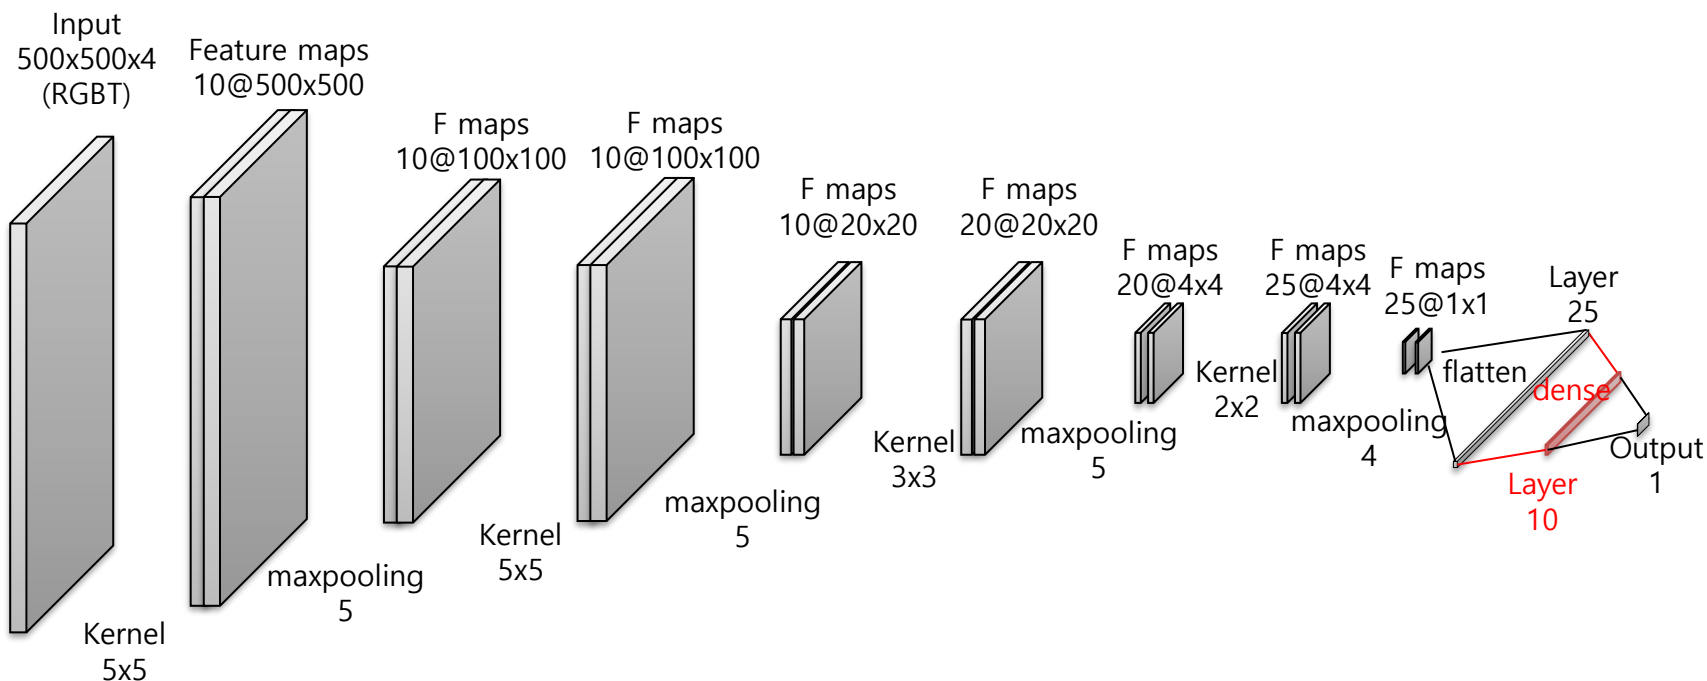 Input
500x500x4
(RGBT)
Feature maps
10@500x500
F maps
10@100x100
F maps
10@100x100
F maps
10@20x20
F maps
20@20x20
F maps
20@4x4
F maps
25@4x4
F maps
25@1x1
Layer
25
Kernel
5x5
maxpooling
5
Kernel
5x5
maxpooling
5
Kernel
3x3
maxpooling
5
Kernel
2x2
maxpooling
4
flatten
dense
Layer
10
Output
1